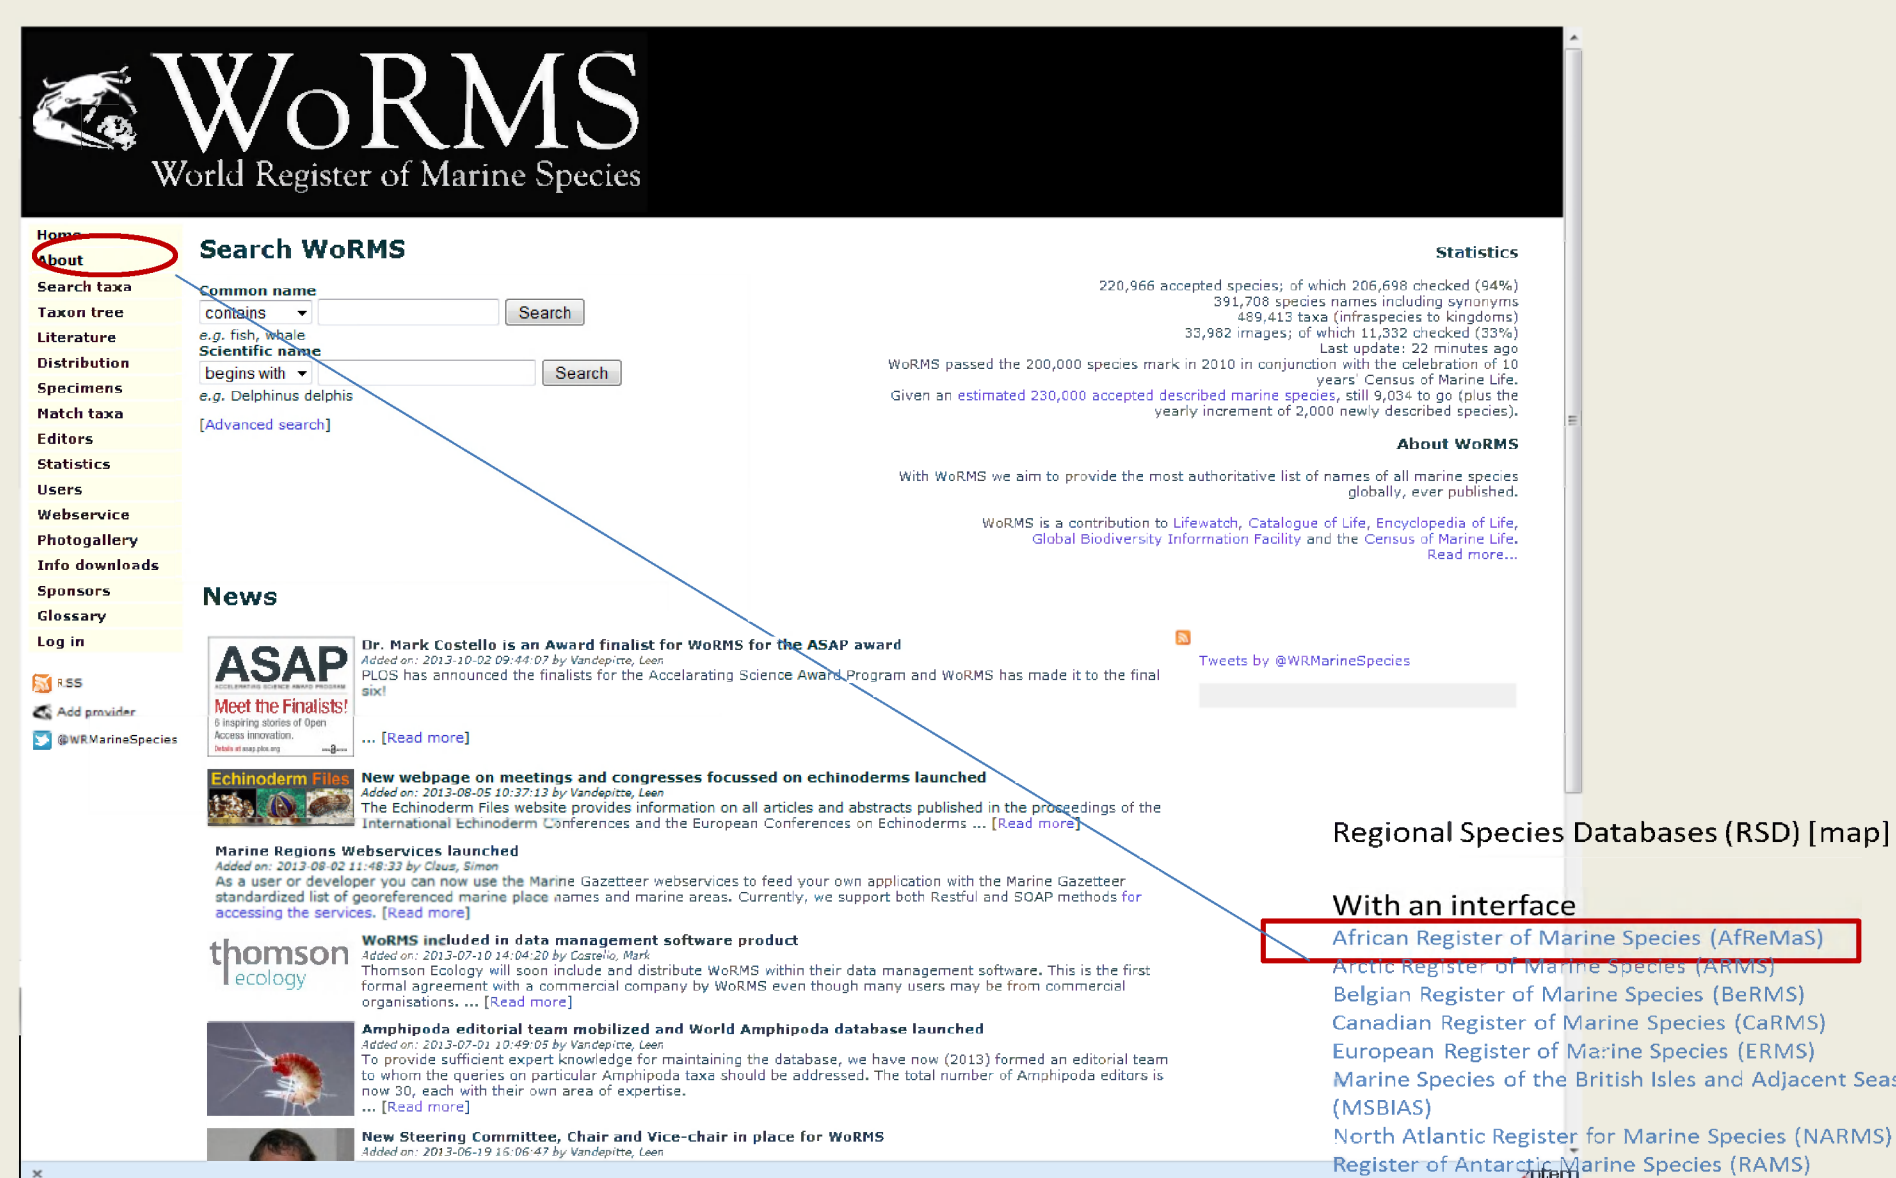 WoRMS
World Register of Marine Species
Home
About
Search taxa
Taxon tree
Literature
Distribution
Specimens
Match taxa
Editors
Statistics
Users
Webservice
Photogallery
Info downloads
Sponsors
Glossary
Log in
RSS
Add provider
@WRMarineSpecies
Search WoRMS
Common name
contains
Search
e.g. fish, whale
Scientific name
begins with
Search
e.g. Delphinus delphis
[Advanced search]
Statistics
220,966 accepted species; of which 206,698 checked (94%)
391,708 species names including synonyms
489,413 taxa (infraspecies to kingdoms)
33,982 images; of which 11,332 checked (33%)
Last update: 22 minutes ago
WoRMS passed the 200,000 species mark in 2010 in conjunction with the celebration of 10
years' Census of Marine Life.
Given an estimated 230,000 accepted described marine species, still 9,034 to go (plus the
yearly increment of 2,000 newly described species).
About WoRMS
With WoRMS we aim to provide the most authoritative list of names of all marine species
globally, ever published.
WoRMS is a contribution to Lifewatch, Catalogue of Life, Encyclopedia of Life,
Global Biodiversity Information Facility and the Census of Marine Life.
Read more...
News
ASAP
ACCELERATING SCIENCE AWARD PROGRAM
Meet the Finalists!
6 inspiring stories of Open
Access innovation.
Details at asap.plos.org
Dr. Mark Costello is an Award finalist for WoRMS for the ASAP award
Added on: 2013-10-02 09:44:07 by Vandepitte, Leen
PLOS has announced the finalists for the Accelarating Science Award Program and WoRMS has made it to the final
six!
... [Read more]
Tweets by @WRMarineSpecies
Echinoderm Files
New webpage on meetings and congresses focussed on echinoderms launched
Added on: 2013-08-05 10:37:13 by Vandepitte, Leen
The Echinoderm Files website provides information on all articles and abstracts published in the proceedings of the
International Echinoderm Conferences and the European Conferences on Echinoderms ... [Read more]
Marine Regions Webservices launched
Added on: 2013-08-02 11:48:33 by Claus, Simon
As a user or developer you can now use the Marine Gazetteer webservices to feed your own application with the Marine Gazetteer
standardized list of georeferenced marine place names and marine areas. Currently, we support both Restful and SOAP methods for
accessing the services. [Read more]
thomson
ecology
WoRMS included in data management software product
Added on: 2013-07-10 14:04:20 by Costello, Mark
Thomson Ecology will soon include and distribute WoRMS within their data management software. This is the first
formal agreement with a commercial company by WoRMS even though many users may be from commercial
organisations. ... [Read more]
Amphipoda editorial team mobilized and World Amphipoda database launched
Added on: 2013-07-01 10:49:05 by Vandepitte, Leen
To provide sufficient expert knowledge for maintaining the database, we have now (2013) formed an editorial team
to whom the queries on particular Amphipoda taxa should be addressed. The total number of Amphipoda editors is
now 30, each with their own area of expertise.
... [Read more]
New Steering Committee, Chair and Vice-chair in place for WoRMS
Added on: 2013-06-19 16:06:47 by Vandepitte, Leen
Regional Species Databases (RSD) [map]
With an interface
African Register of Marine Species (AfReMaS)
Arctic Register of Marine Species (ARMS)
Belgian Register of Marine Species (BeRMS)
Canadian Register of Marine Species (CaRMS)
European Register of Marine Species (ERMS)
Marine Species of the British Isles and Adjacent Seas
(MSBIAS)
North Atlantic Register for Marine Species (NARMS)
Register of Antarctic Marine Species (RAMS)